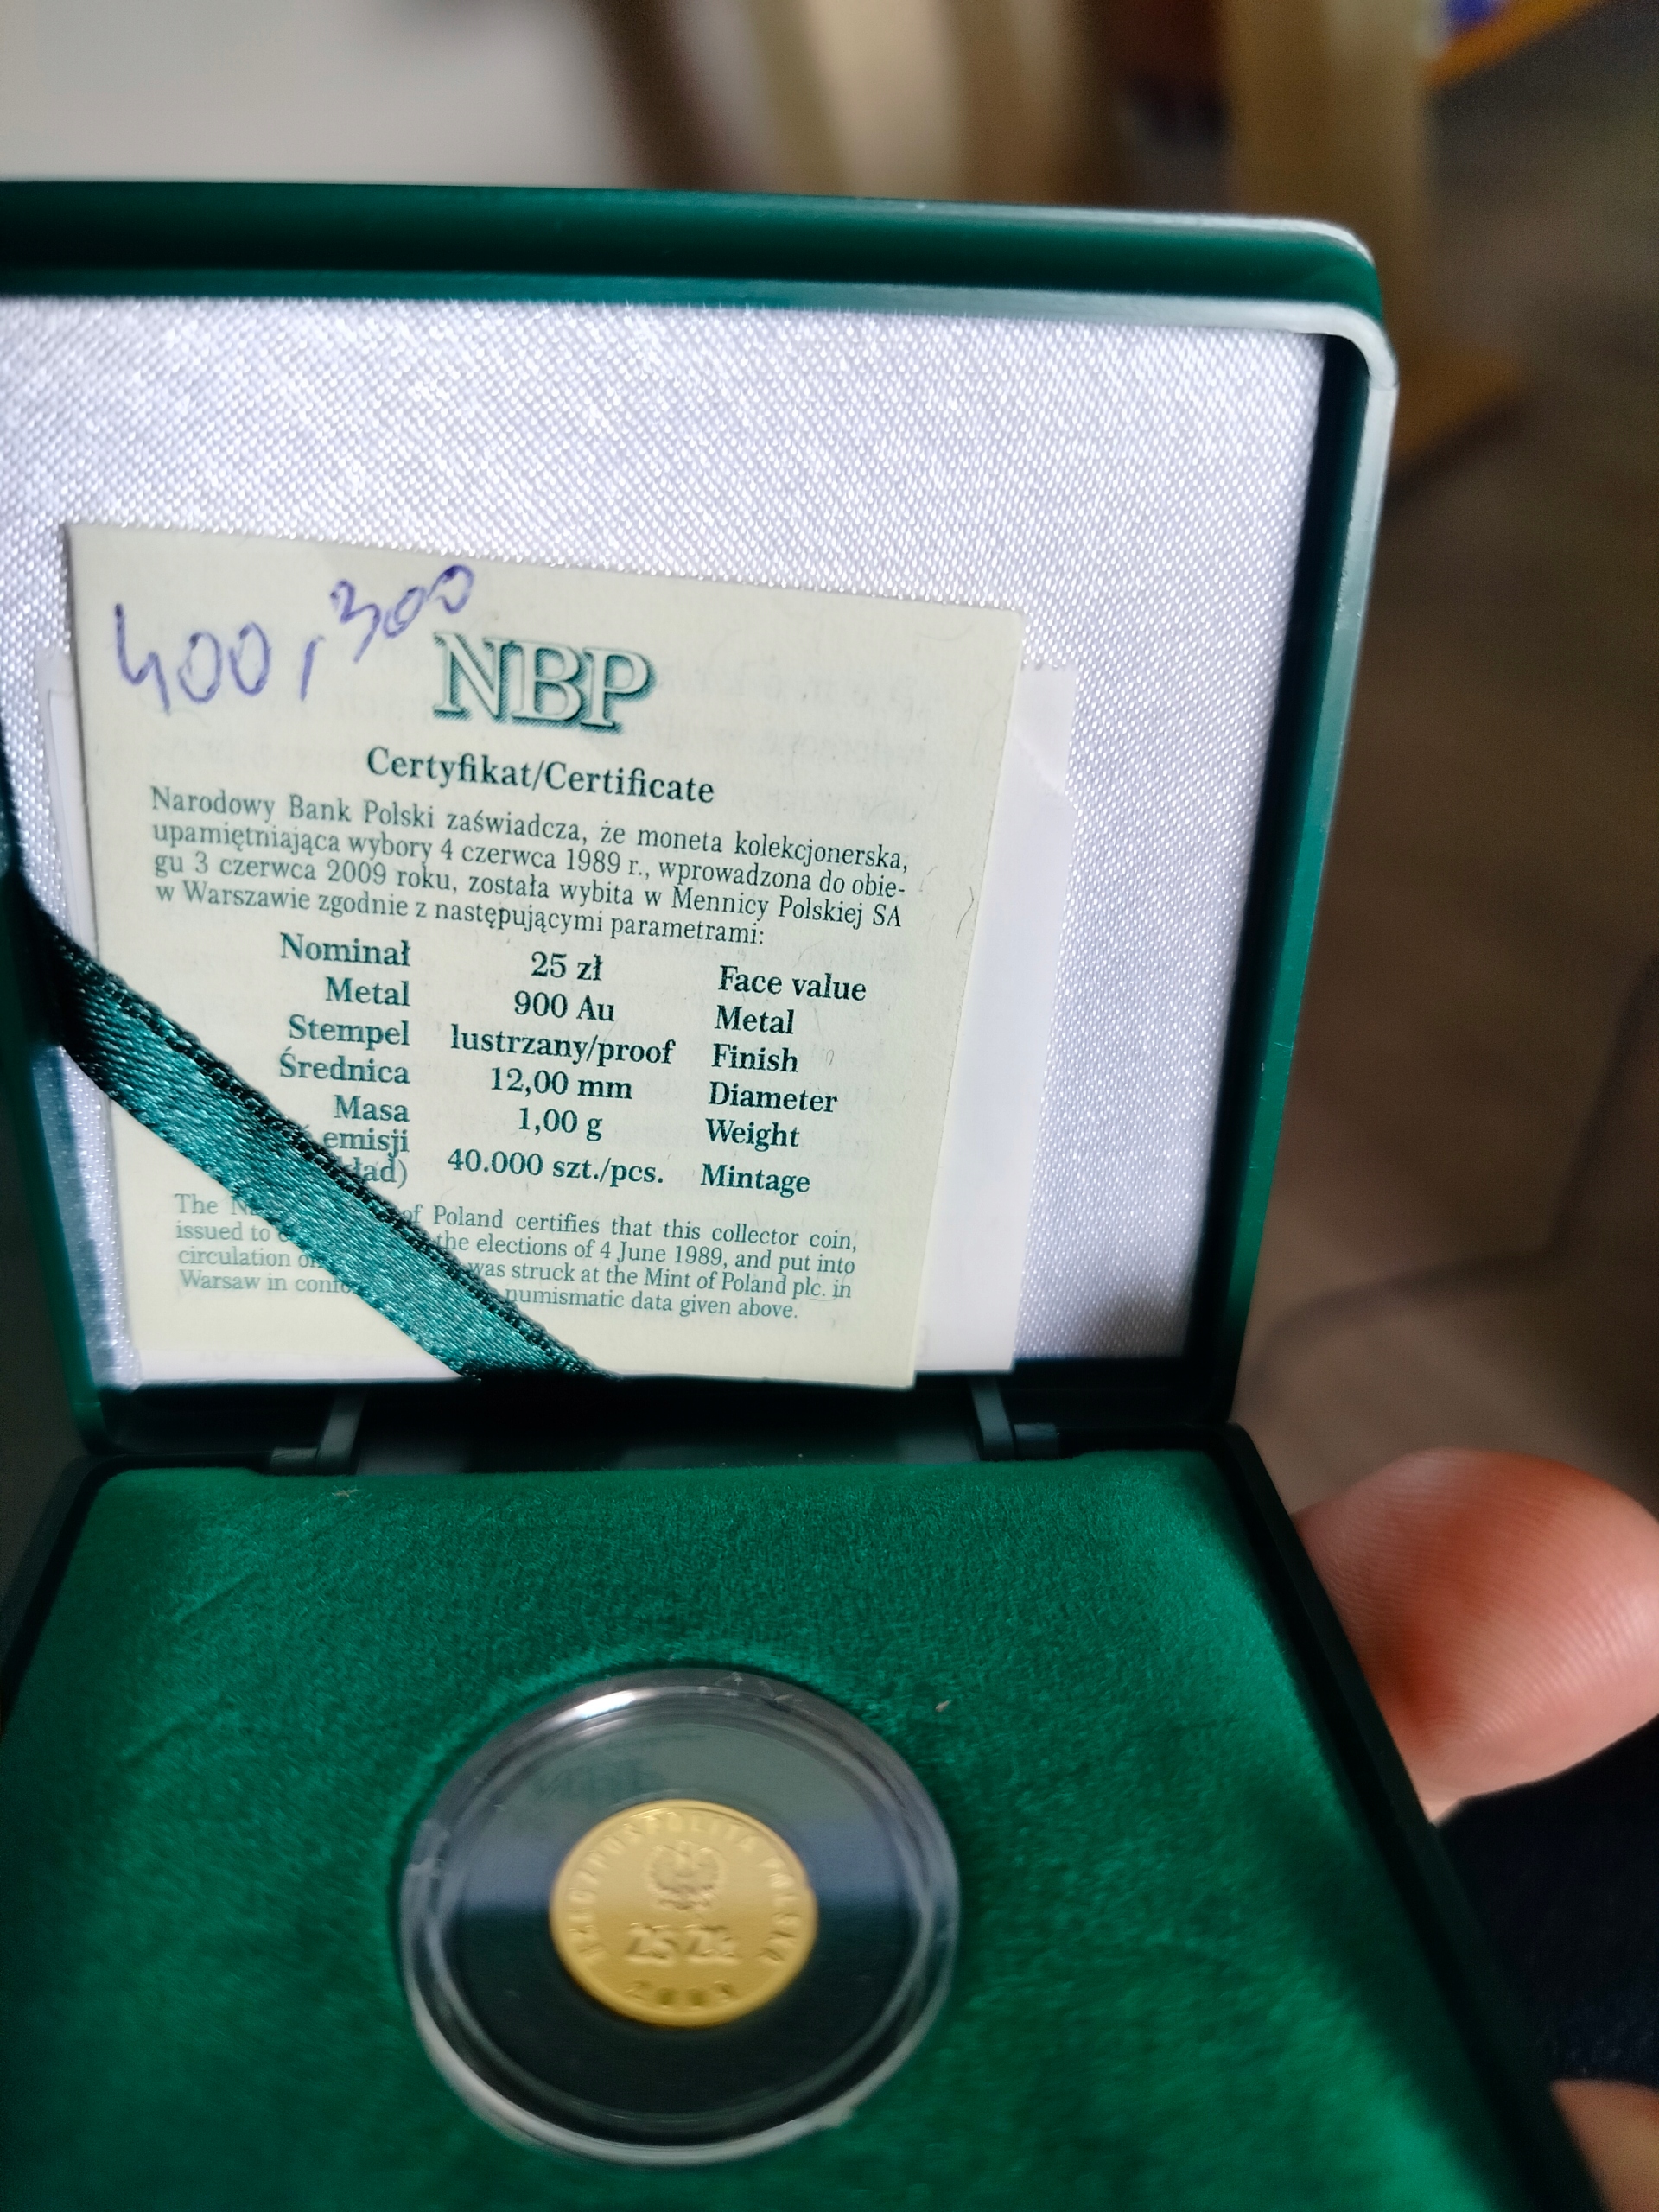 400, 300
NBP
Certyfikat/Certificate
Narodowy Bank Polski zaświadcza, że moneta kolekcjonerska,
upamiętniająca wybory 4 czerwca 1989 r., wprowadzona do obie-
gu 3 czerwca 2009 roku, została wybita w Mennicy Polskiej SA
w Warszawie zgodnie z następującymi parametrami:
Nominał 25 zł Face value
Metal 900 Au Metal
Stempel lustrzany/proof Finish
Średnica 12,00 mm Diameter
Masa 1,00 g Weight
emisji
40.000 szt./pcs. Mintage
The of Poland certifies that this collector coin,
issued to the elections of 4 June 1989, and put into
circulation was struck at the Mint of Poland plc. in
Warsaw in numismatic data given above.
RZECZPOSPOLITA POLSKA
25 ZŁ
2009